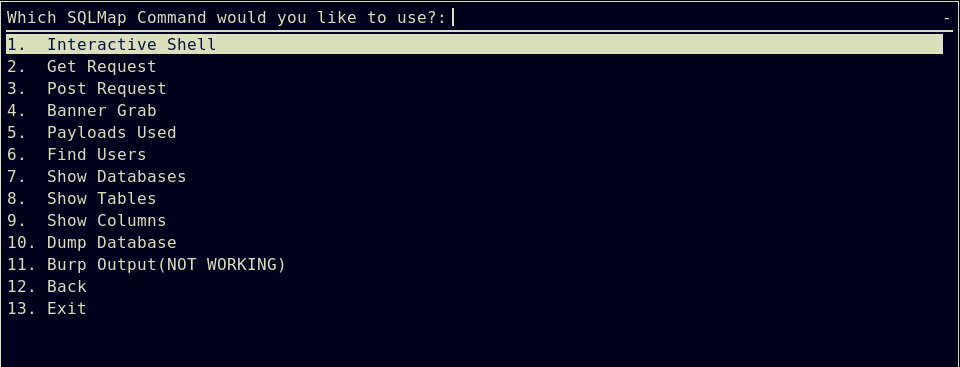 Which SQLMap Command would you like to use?: -
1. Interactive Shell
2. Get Request
3. Post Request
4. Banner Grab
5. Payloads Used
6. Find Users
7. Show Databases
8. Show Tables
9. Show Columns
10. Dump Database
11. Burp Output(NOT WORKING)
12. Back
13. Exit